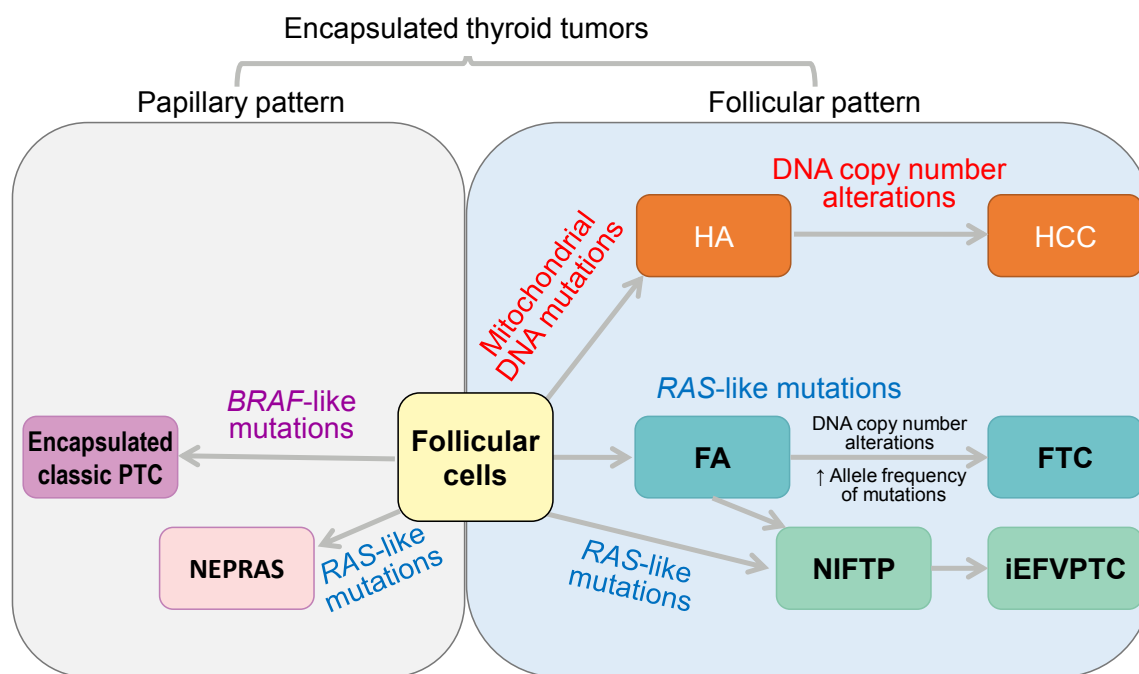 Encapsulated thyroid tumors
Papillary pattern
Follicular pattern
DNA copy number
alterations
HA
HCC
Mitochondrial
DNA mutations
BRAF-like
mutations
RAS-like mutations
Encapsulated
classic PTC
Follicular
cells
FA
DNA copy number
alterations
↑ Allele frequency
of mutations
FTC
NEPRAS
RAS-like
mutations
RAS-like
mutations
NIFTP
iEFVPTC